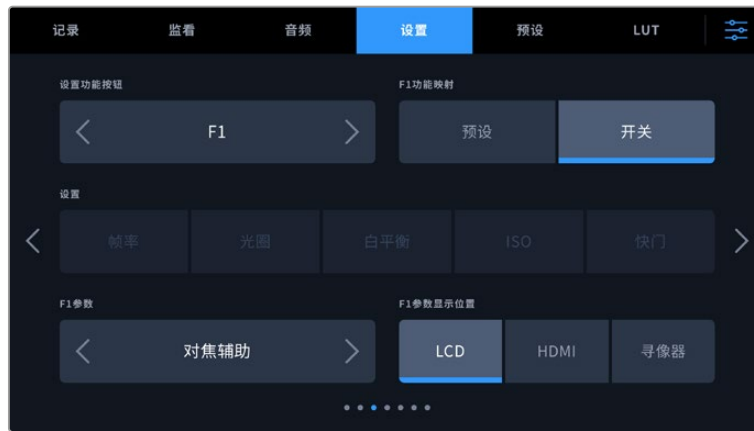 记录 监看 音频 设置 预设 LUT
设置功能按钮 F1功能映射
F1 预设 开关
设置
帧率 光圈 白平衡 ISO 快门
F1参数 F1参数显示位置
对焦辅助 LCD HDMI 寻像器